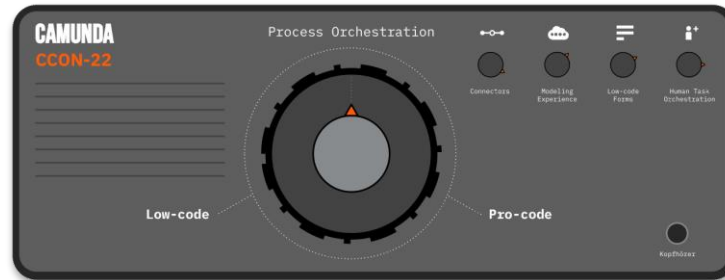 CAMUNDA
CCON-22
Process Orchestration
Connectors
Modeling
Experience
Low-code
Forms
Human Task
Orchestration
Low-code
Pro-code
Kopfhörer